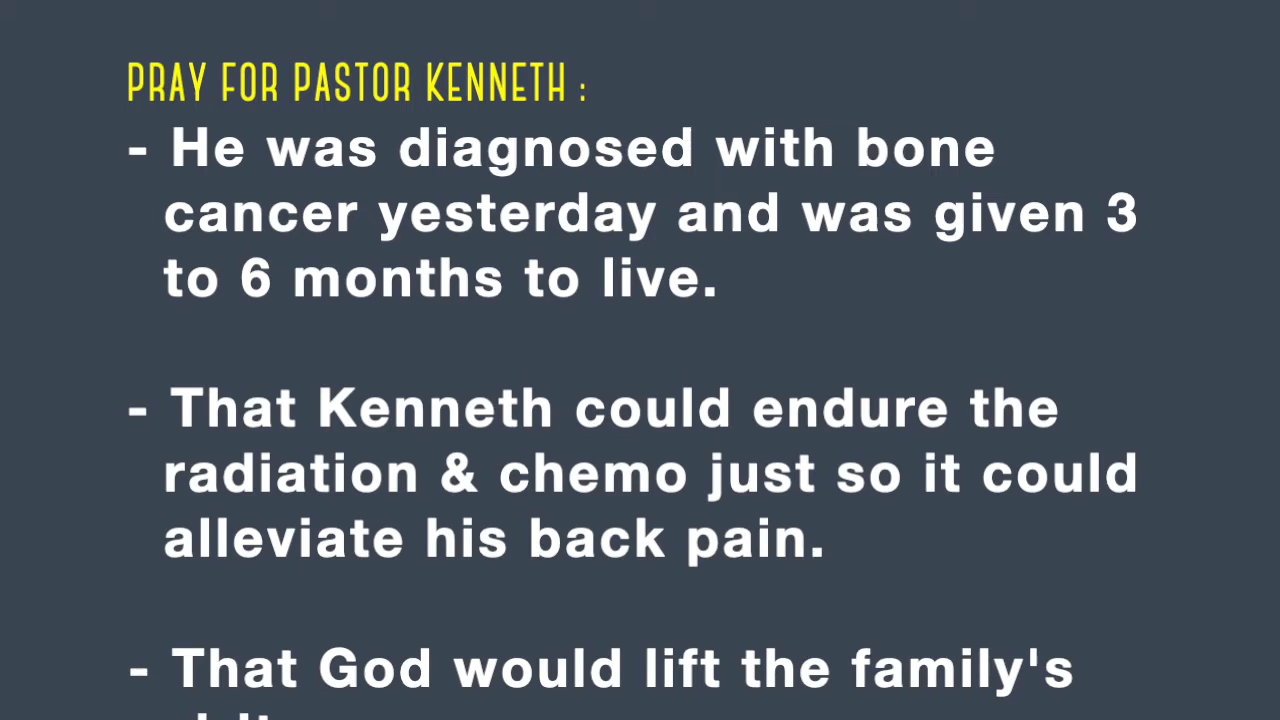 PRAY FOR PASTOR KENNETH :
- He was diagnosed with bone
cancer yesterday and was given 3
to 6 months to live.
- That Kenneth could endure the
radiation & chemo just so it could
alleviate his back pain.
- That God would lift the family's